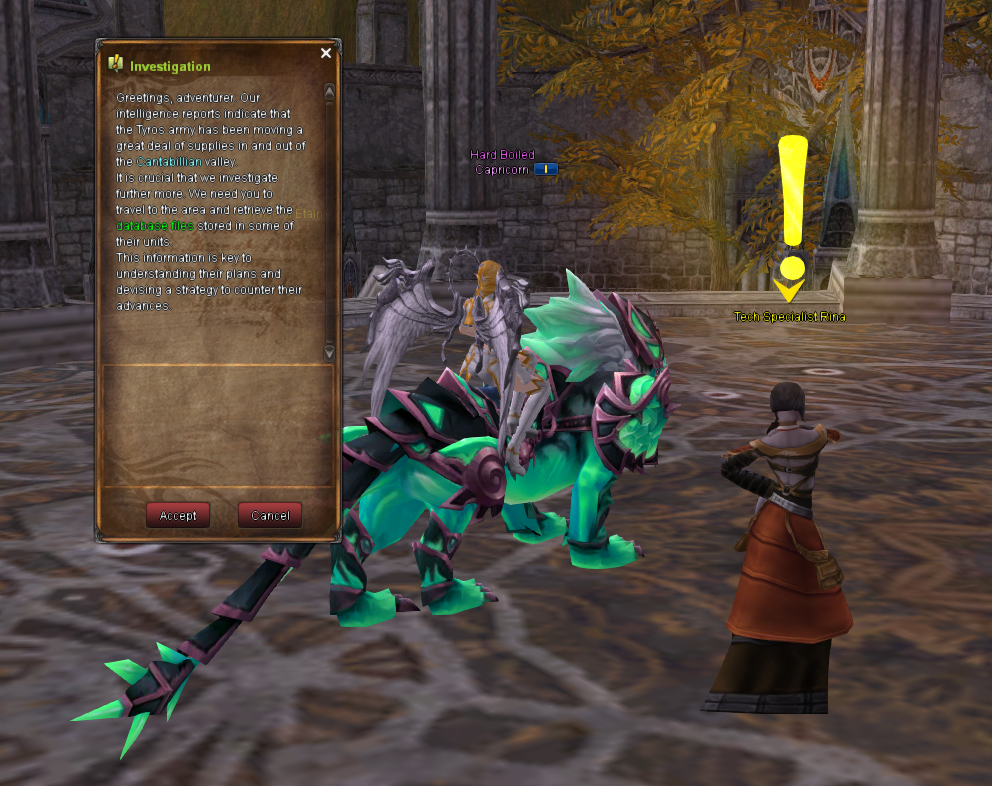 Investigation
Greetings, adventurer. Our
intelligence reports indicate that
the Tyros army has been moving a
great deal of supplies in and out of
the Cantabillian valley.
It is crucial that we investigate
further more. We need you to
travel to the area and retrieve the
database files stored in some of
their units.
This information is key to
understanding their plans and
devising a strategy to counter their
advances.
Accept
Cancel
Etair
Hard Boiled
Capricorn I
Tech Specialist Rina